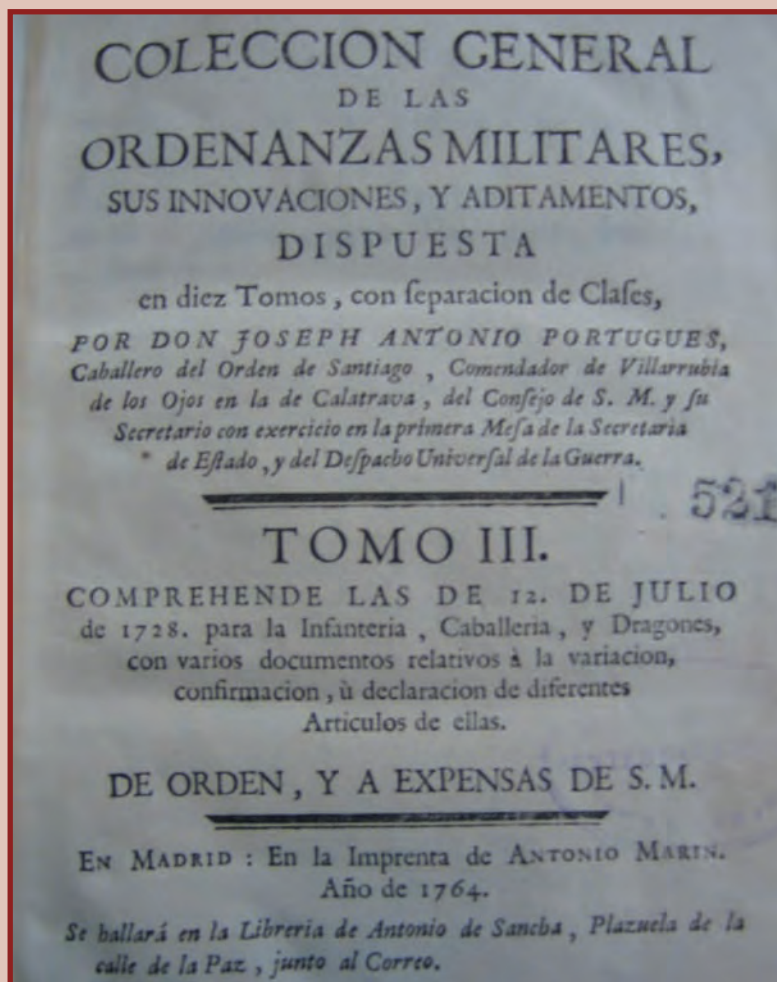 COLECCION GENERAL
DE LAS
ORDENANZAS MILITARES,
SUS INNOVACIONES, Y ADITAMENTOS,
DISPUESTA
en diez Tomos, con ſeparacion de Claſes,
POR DON JOSEPH ANTONIO PORTUGUES,
Caballero del Orden de Santiago, Comendador de Villarrubia
de los Ojos en la de Calatrava, del Conſejo de S. M. y ſu
Secretario con exercicio en la primera Meſa de la Secretaria
de Eſtado, y del Deſpacho Univerſal de la Guerra.
521
TOMO III.
COMPREHENDE LAS DE 12. DE JULIO
de 1728. para la Infanteria, Caballeria, y Dragones,
con varios documentos relativos à la variacion,
confirmacion, ù declaracion de diferentes
Articulos de ellas.
DE ORDEN, Y A EXPENSAS DE S. M.
EN MADRID: En la Imprenta de ANTONIO MARIN.
Año de 1764.
Se hallará en la Libreria de Antonio de Sancha, Plazuela de la
calle de la Paz, junto al Correo.